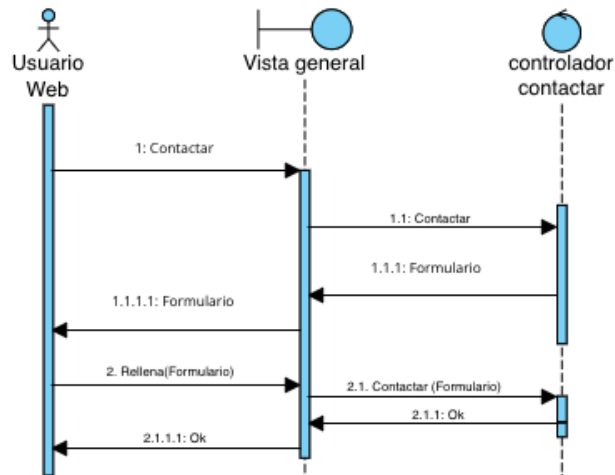 Usuario
Web
Vista general
controlador
contactar
1: Contactar
1.1: Contactar
1.1.1: Formulario
1.1.1.1: Formulario
2. Rellena(Formulario)
2.1. Contactar (Formulario)
2.1.1: Ok
2.1.1.1: Ok